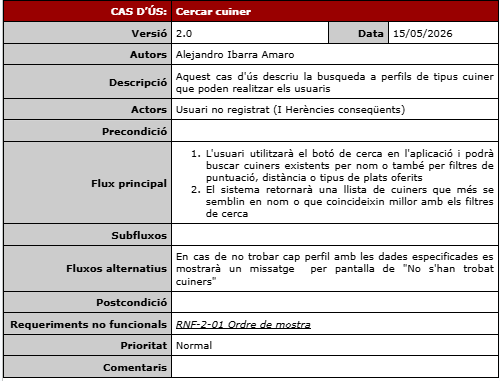 CAS D'ÚS: Cercar cuiner
Versió 2.0 Data 15/05/2026
Autors Alejandro Ibarra Amaro
Descripció Aquest cas d'ús descriu la busqueda a perfils de tipus cuiner
que poden realitzar els usuaris
Actors Usuari no registrat (I Herències conseqüents)
Precondició
Flux principal
1. L'usuari utilitzarà el botó de cerca en l'aplicació i podrà
buscar cuiners existents per nom o també per filtres de
puntuació, distància o tipus de plats oferits
2. El sistema retornarà una llista de cuiners que més se
semblin en nom o que coincideixin millor amb els filtres
de cerca
Subfluxos
Fluxos alternatius En cas de no trobar cap perfil amb les dades especificades es
mostrarà un missatge per pantalla de "No s'han trobat
cuiners"
Postcondició
Requeriments no funcionals RNF-2-01 Ordre de mostra
Prioritat Normal
Comentaris